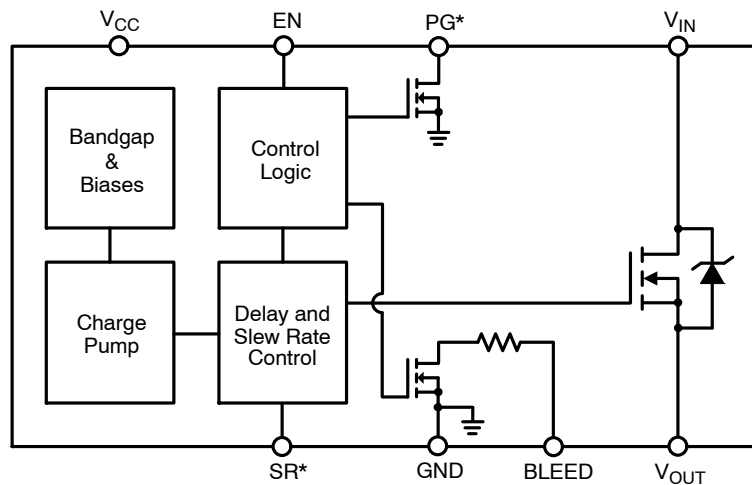 VCC
EN
PG*
VIN
Bandgap
&
Biases
Control
Logic
Charge
Pump
Delay and
Slew Rate
Control
SR*
GND
BLEED
VOUT